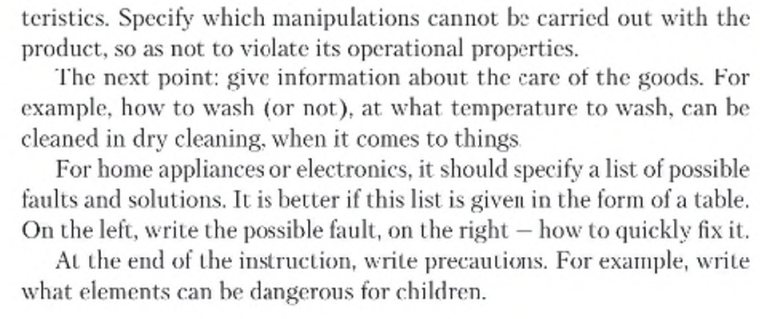 teristics. Specify which manipulations cannot be carried out with the
product, so as not to violate its operational properties.
The next point: give information about the care of the goods. For
example, how to wash (or not), at what temperature to wash, can be
cleaned in dry cleaning, when it comes to things.
For home appliances or electronics, it should specify a list of possible
faults and solutions. It is better if this list is given in the form of a table.
On the left, write the possible fault, on the right – how to quickly fix it.
At the end of the instruction, write precautions. For example, write
what elements can be dangerous for children.